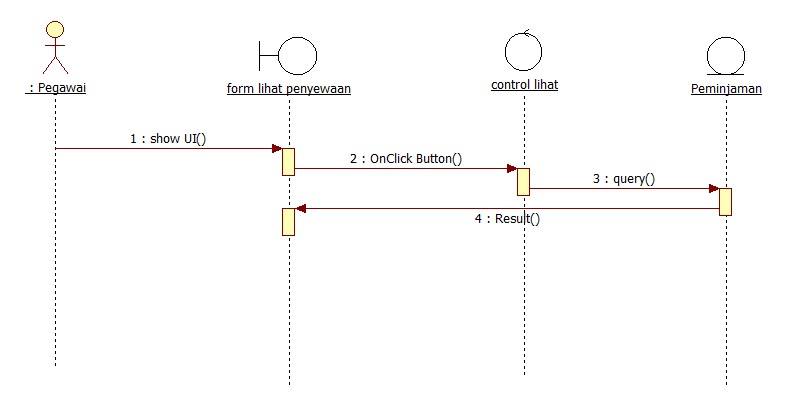 : Pegawai
form lihat penyewaan
control lihat
Peminjaman
1 : show UI()
2 : OnClick Button()
3 : query()
4 : Result()